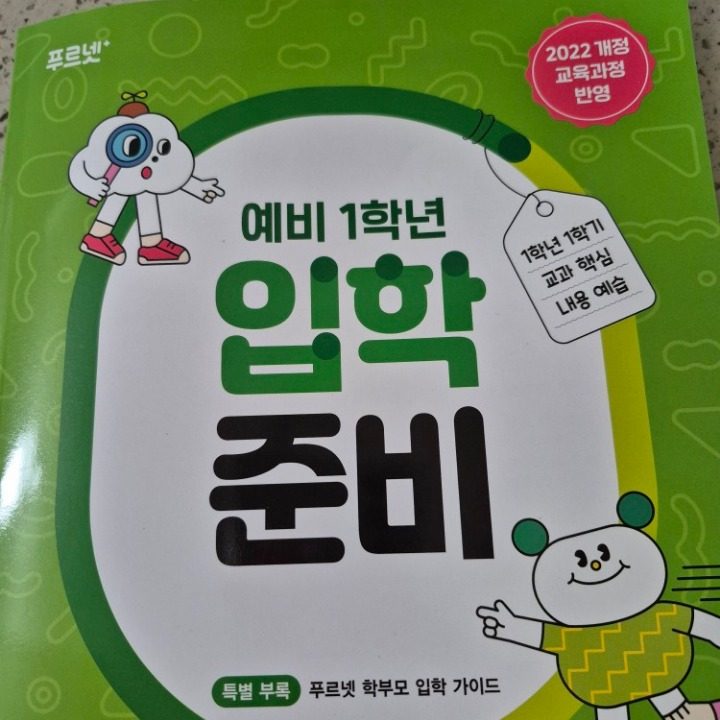 푸르넷+
2022 개정
교육과정
반영
예비 1학년
입학
준비
1학년 1학기
교과 핵심
내용 예습
특별 부록 푸르넷 학부모 입학 가이드